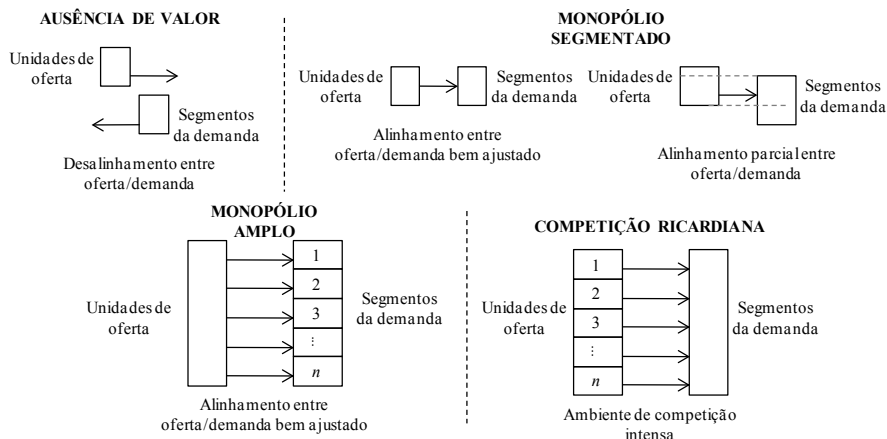 AUSÊNCIA DE VALOR
Unidades de
oferta
Segmentos
da demanda
Desalinhamento entre
oferta/demanda
MONOPÓLIO
SEGMENTADO
Unidades de
oferta
Segmentos
da demanda
Alinhamento entre
oferta/demanda bem ajustado
Unidades de
oferta
Segmentos
da demanda
Alinhamento parcial entre
oferta/demanda
MONOPÓLIO
AMPLO
Unidades de
oferta
1
2
3
⋮
n
Segmentos
da demanda
Alinhamento entre
oferta/demanda bem ajustado
COMPETIÇÃO RICARDIANA
Unidades de
oferta
1
2
3
⋮
n
Segmentos
da demanda
Ambiente de competição
intensa